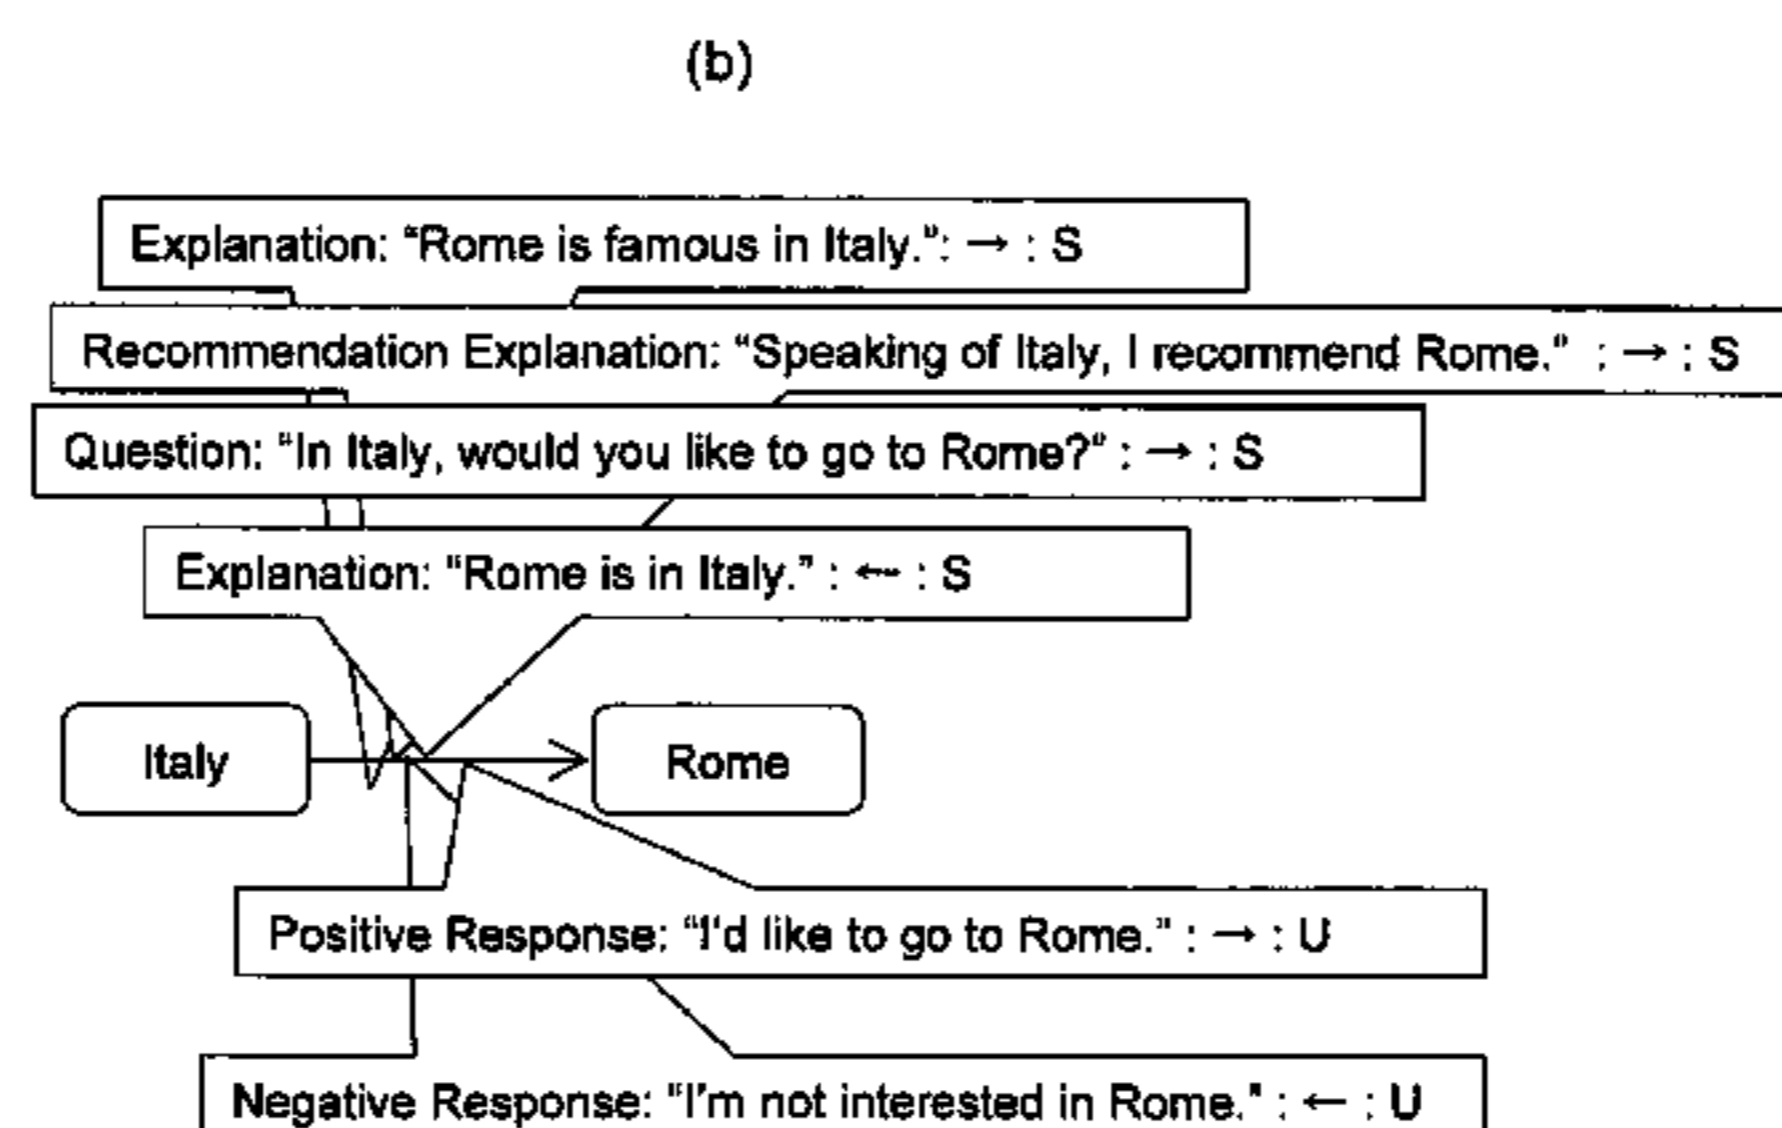 (b)
Explanation: “Rome is famous in Italy.”: → : S
Recommendation Explanation: “Speaking of Italy, I recommend Rome.” : → : S
Question: “In Italy, would you like to go to Rome?” : → : S
Explanation: “Rome is in Italy.” : ← : S
Italy
Rome
Positive Response: “I'd like to go to Rome.” : → : U
Negative Response: “I'm not interested in Rome.” : ← : U